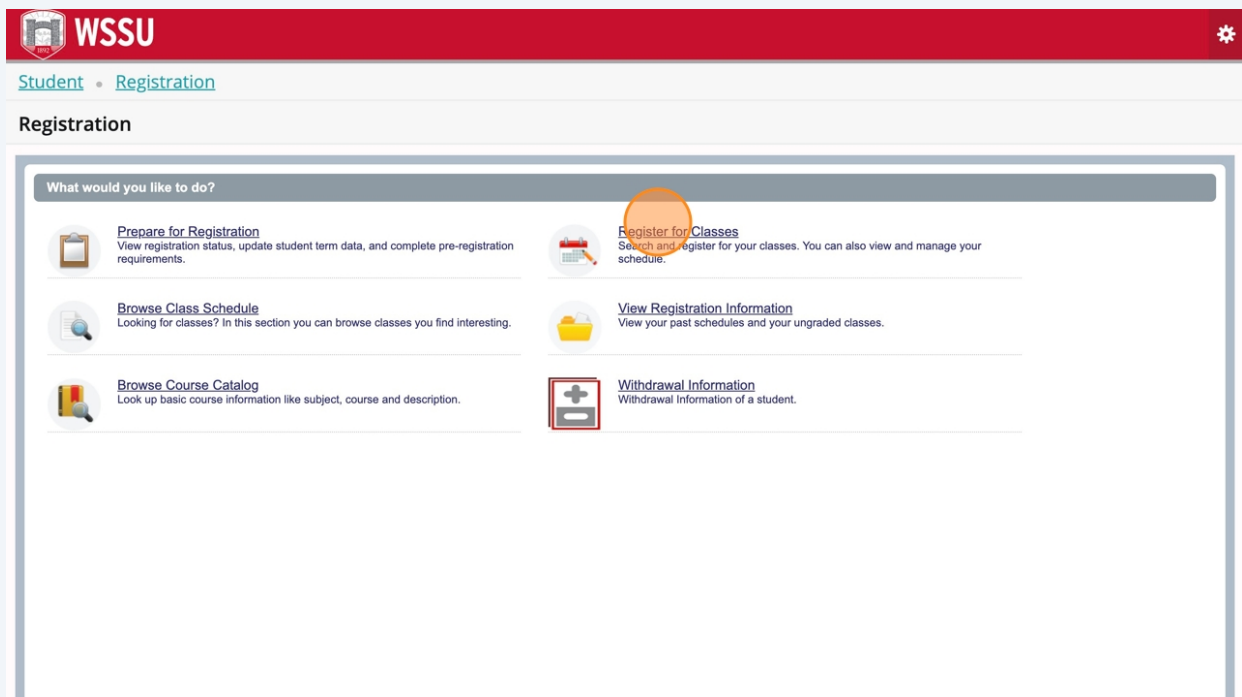 WSSU
1892
Student • Registration
Registration
What would you like to do?
Prepare for Registration
View registration status, update student term data, and complete pre-registration
requirements.
Register for Classes
Search and register for your classes. You can also view and manage your
schedule.
Browse Class Schedule
Looking for classes? In this section you can browse classes you find interesting.
View Registration Information
View your past schedules and your ungraded classes.
Browse Course Catalog
Look up basic course information like subject, course and description.
Withdrawal Information
Withdrawal Information of a student.